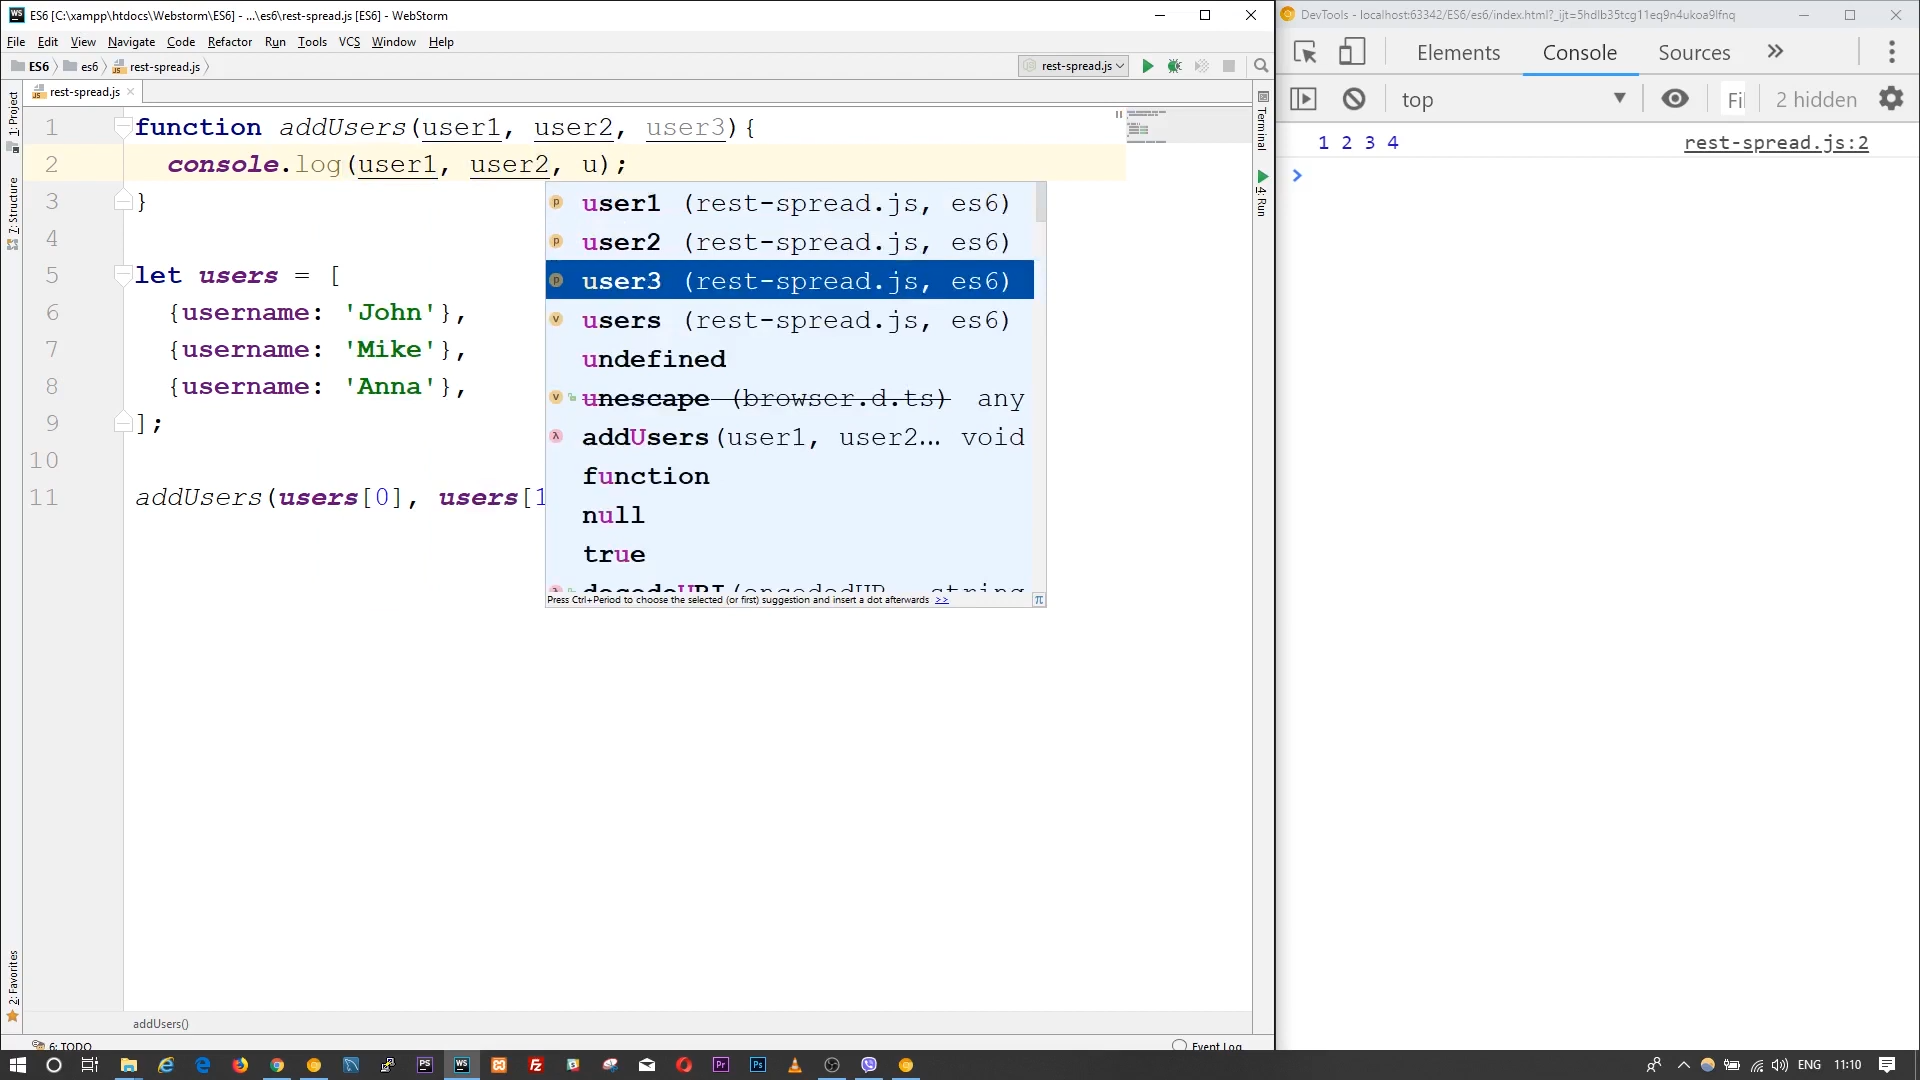 ES6 [C:\xampp\htdocs\Webstorm\ES6] - ...\es6\rest-spread.js [ES6] - WebStorm
File Edit View Navigate Code Refactor Run Tools VCS Window Help
ES6 es6 rest-spread.js
rest-spread.js
rest-spread.js
1: Project
7: Structure
2: Favorites
Terminal
4: Run
1 function addUsers(user1, user2, user3){
2 console.log(user1, user2, u);
3 }
4
5 let users = [
6 {username: 'John'},
7 {username: 'Mike'},
8 {username: 'Anna'},
9 ];
10
11 addUsers(users[0], users[1
user1 (rest-spread.js, es6)
user2 (rest-spread.js, es6)
user3 (rest-spread.js, es6)
users (rest-spread.js, es6)
undefined
unescape (browser.d.ts) any
addUsers(user1, user2... void
function
null
true
Press Ctrl+Period to choose the selected (or first) suggestion and insert a dot afterwards >>
π
addUsers()
6: TODO
Event Log
DevTools - localhost:63342/ES6/es6/index.html?_ijt=5hdlb35tcg11eq9n4ukoa9lfnq
Elements Console Sources »
top Fi 2 hidden
1 2 3 4 rest-spread.js:2
>
ENG 11:10